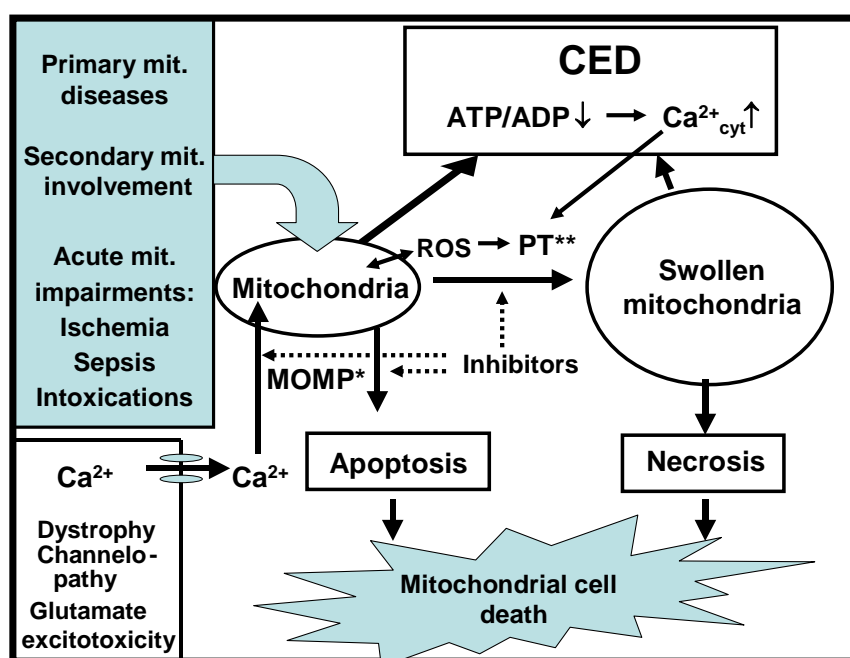 Primary mit.
diseases
Secondary mit.
involvement
Acute mit.
impairments:
Ischemia
Sepsis
Intoxications
CED
ATP/ADP↓ → Ca²⁺cyt↑
Mitochondria
ROS → PT**
Swollen
mitochondria
MOMP*
Inhibitors
Ca²⁺
Ca²⁺
Apoptosis
Necrosis
Dystrophy
Channelo-
pathy
Glutamate
excitotoxicity
Mitochondrial cell
death